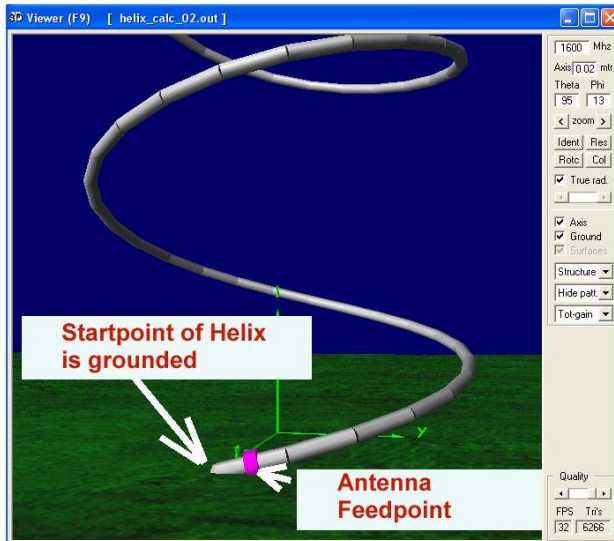 3D Viewer (F9) [ helix_calc_02.out ]
1600 Mhz
Axis 0.02 mtr
Theta Phi
95 13
< zoom >
Ident Res
Rotc Col
True rad.
Axis
Ground
Surfaces
Structure
Hide patt.
Tot-gain
Startpoint of Helix
is grounded
Y
Antenna
Feedpoint
Quality
FPS Tri's
32 6266